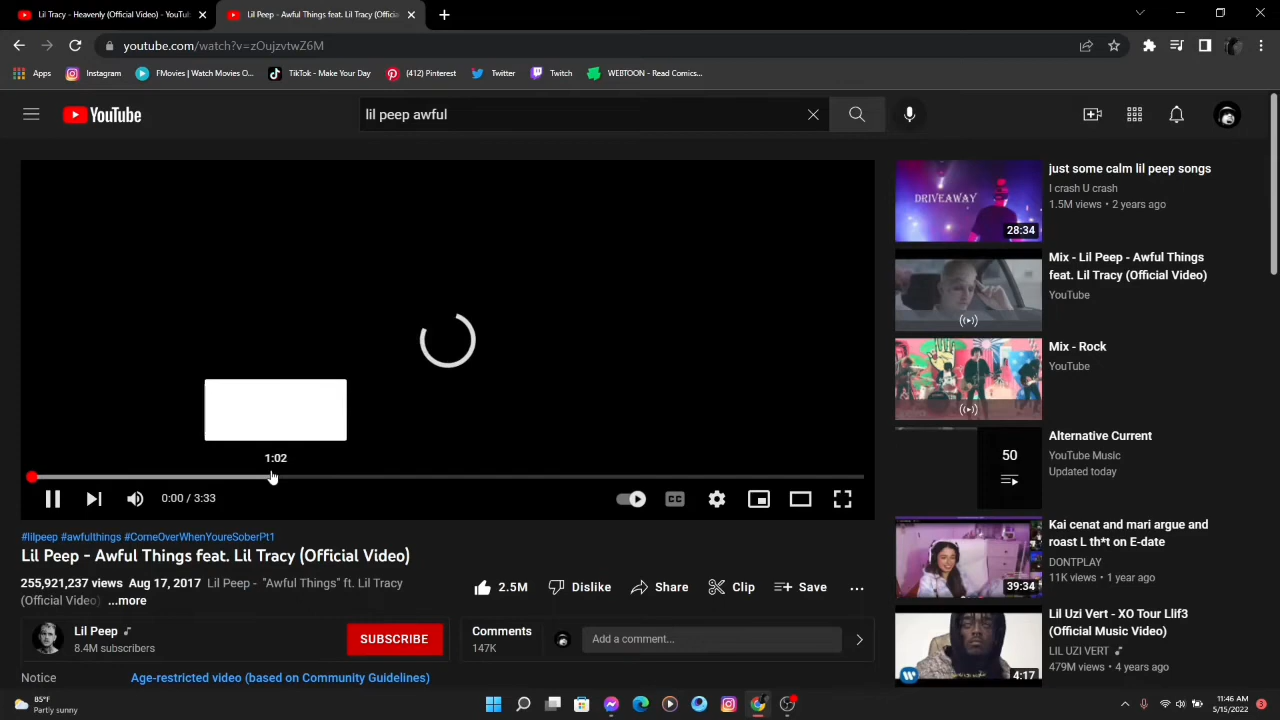 Lil Tracy - Heavenly (Official Video) - YouTu
Lil Peep - Awful Things feat. Lil Tracy (Offici
youtube.com/watch?v=zOujzvtwZ6M
Apps
Instagram
FMovies | Watch Movies O...
TikTok - Make Your Day
(412) Pinterest
Twitter
Twitch
WEBTOON - Read Comics...
YouTube
lil peep awful
DRIVEAWAY
28:34
just some calm lil peep songs
I crash U crash
1.5M views • 2 years ago
Mix - Lil Peep - Awful Things
feat. Lil Tracy (Official Video)
YouTube
Mix - Rock
YouTube
50
Alternative Current
YouTube Music
Updated today
39:34
Kai cenat and mari argue and
roast L th*t on E-date
DONTPLAY
11K views • 1 year ago
4:17
Lil Uzi Vert - XO Tour Llif3
(Official Music Video)
LIL UZI VERT
479M views • 4 years ago
1:02
0:00 / 3:33
CC
#lilpeep #awfulthings #ComeOverWhenYoureSoberPt1
Lil Peep - Awful Things feat. Lil Tracy (Official Video)
255,921,237 views Aug 17, 2017 Lil Peep - "Awful Things" ft. Lil Tracy
(Official Video) ...more
2.5M
Dislike
Share
Clip
Save
Lil Peep
8.4M subscribers
SUBSCRIBE
Comments
147K
Add a comment...
Notice
Age-restricted video (based on Community Guidelines)
85°F
Partly sunny
11:46 AM
5/15/2022
3